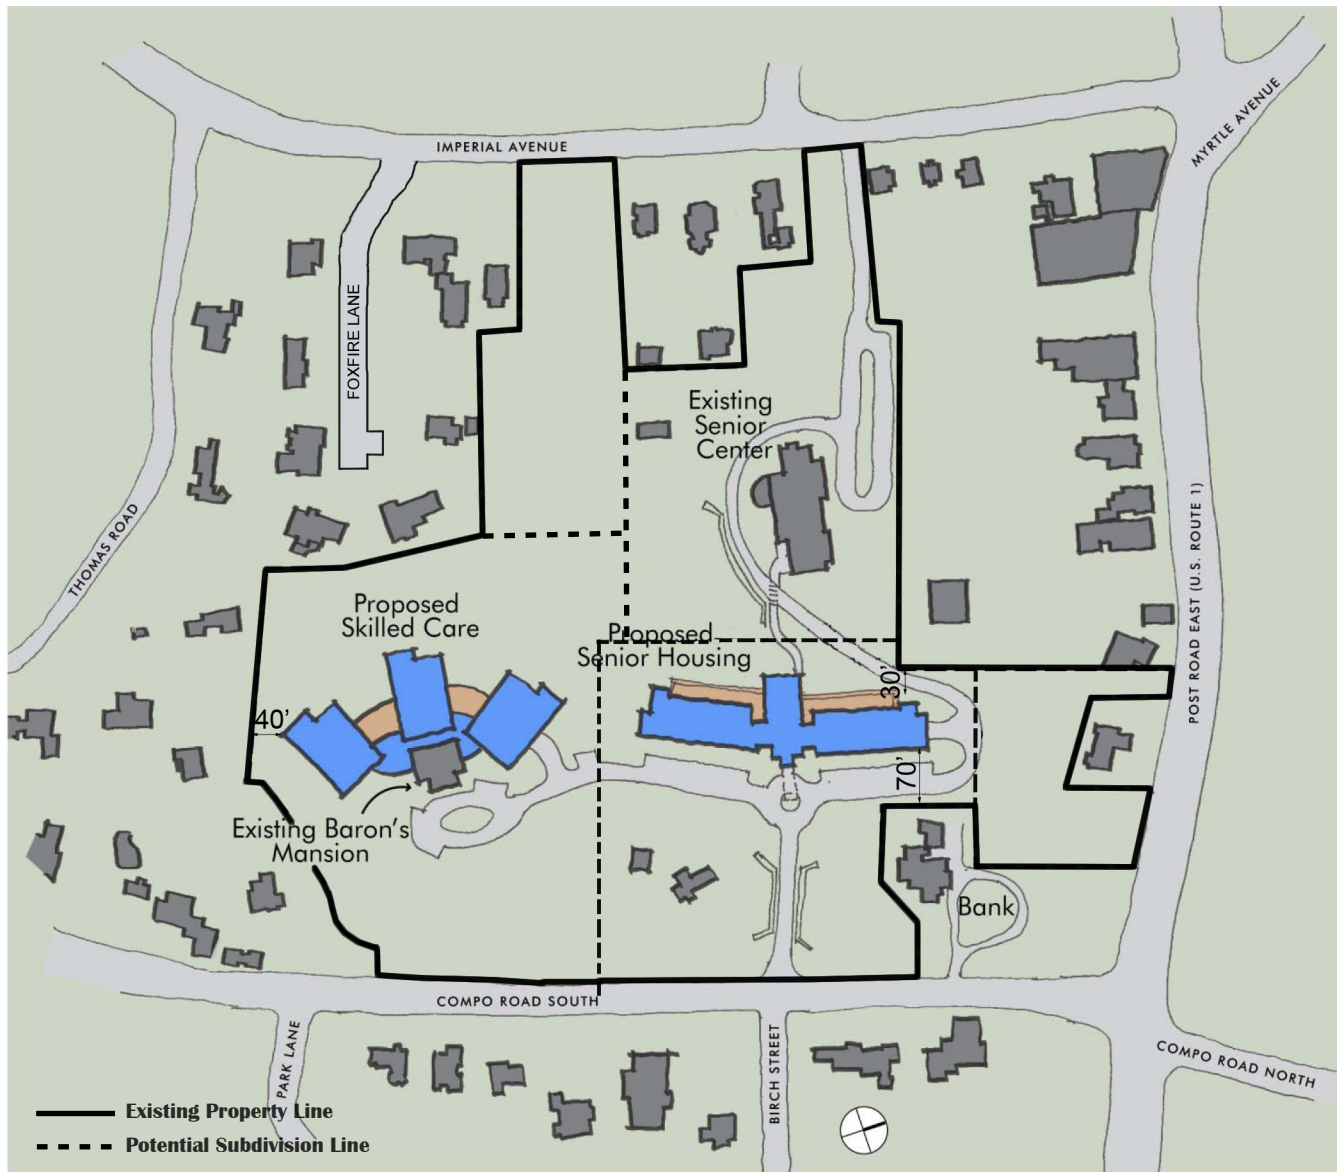 MYRTLE AVENUE
IMPERIAL AVENUE
FOXFIRE LANE
Existing
Senior
Center
THOMAS ROAD
POST ROAD EAST (U.S. ROUTE 1)
Proposed
Skilled Care
Proposed
Senior Housing
30'
40'
70'
Existing Baron's
Mansion
Bank
COMPO ROAD SOUTH
PARK LANE
BIRCH STREET
COMPO ROAD NORTH
Existing Property Line
Potential Subdivision Line